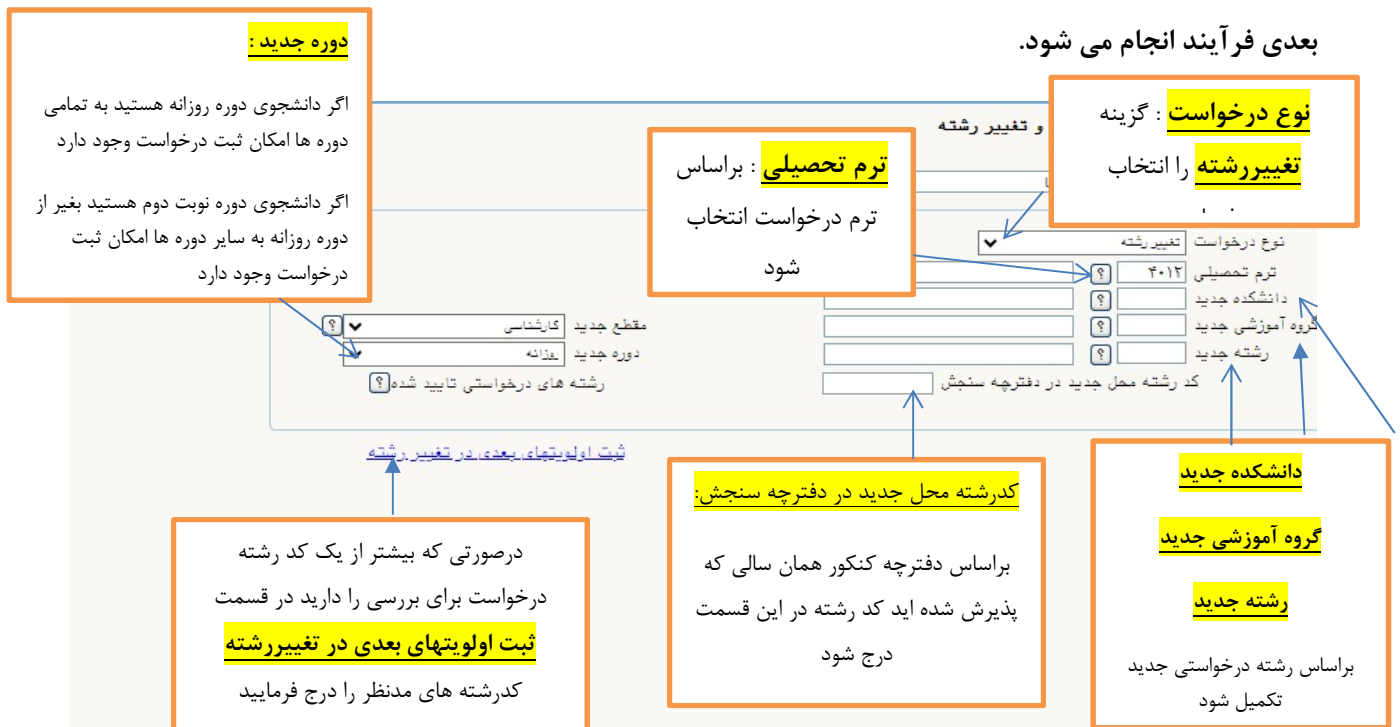 بعدی فرآیند انجام می شود.
دوره جدید :
اگر دانشجوی دوره روزانه هستید به تمامی
دوره ها امکان ثبت درخواست وجود دارد
اگر دانشجوی دوره نوبت دوم هستید بغیر از
دوره روزانه به سایر دوره ها امکان ثبت
درخواست وجود دارد
نوع درخواست : گزینه
تغییررشته را انتخاب
ترم تحصیلی : براساس
ترم درخواست انتخاب
شود
و تغییر رشته
نوع درخواست تغییر رشته
ترم تحصیلی ۴۰۱۲ ؟
دانشکده جدید ؟
گروه آموزشی جدید ؟
مقطع جدید کارشناسی ؟
رشته جدید ؟
دوره جدید روزانه
کد رشته محل جدید در دفترچه سنجش
رشته های درخواستی تایید شده ؟
ثبت اولویتهای بعدی در تغییر رشته
دانشکده جدید
گروه آموزشی جدید
رشته جدید
براساس رشته درخواستی جدید
تکمیل شود
کدرشته محل جدید در دفترچه سنجش:
براساس دفترچه کنکور همان سالی که
پذیرش شده اید کد رشته در این قسمت
درج شود
درصورتی که بیشتر از یک کد رشته
درخواست برای بررسی را دارید در قسمت
ثبت اولویتهای بعدی در تغییررشته
کدرشته های مدنظر را درج فرمایید